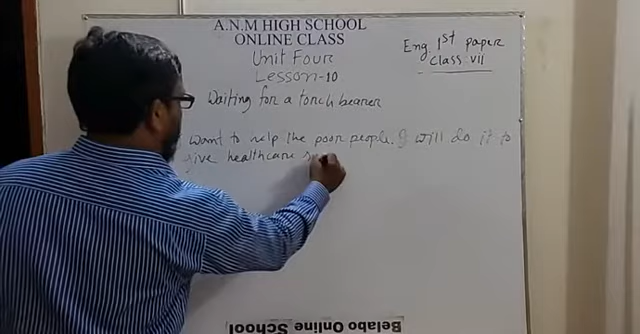 A.N.M HIGH SCHOOL
ONLINE CLASS
Unit Four
Lesson-10
Eng. 1st paper
Class VII
Waiting for a torch bearer
Want to help the poor people. I will do it to
give healthcare s
Belabo Online School